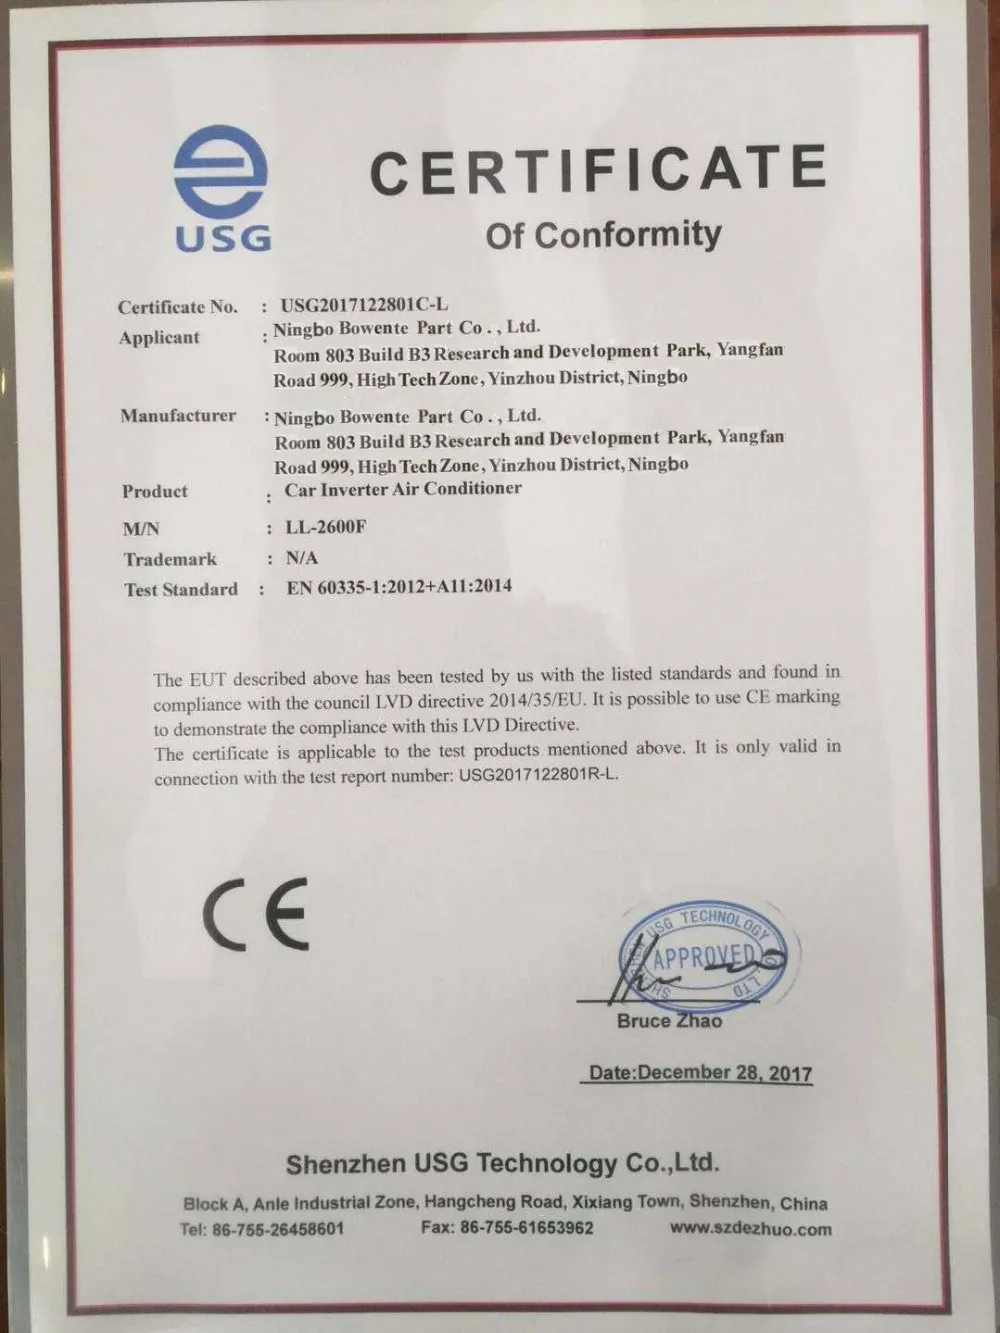 USG
CERTIFICATE
Of Conformity
Certificate No. : USG2017122801C-L
Applicant : Ningbo Bowente Part Co . , Ltd.
Room 803 Build B3 Research and Development Park, Yangfan
Road 999, High Tech Zone, Yinzhou District, Ningbo
Manufacturer : Ningbo Bowente Part Co . , Ltd.
Room 803 Build B3 Research and Development Park, Yangfan
Road 999, High Tech Zone, Yinzhou District, Ningbo
Product : Car Inverter Air Conditioner
M/N : LL-2600F
Trademark : N/A
Test Standard : EN 60335-1:2012+A11:2014
The EUT described above has been tested by us with the listed standards and found in
compliance with the council LVD directive 2014/35/EU. It is possible to use CE marking
to demonstrate the compliance with this LVD Directive.
The certificate is applicable to the test products mentioned above. It is only valid in
connection with the test report number: USG2017122801R-L.
CE
USG TECHNOLOGY
APPROVED
LTD
Bruce Zhao
Date:December 28, 2017
Shenzhen USG Technology Co.,Ltd.
Block A, Anle Industrial Zone, Hangcheng Road, Xixiang Town, Shenzhen, China
Tel: 86-755-26458601 Fax: 86-755-61653962 www.szdezhuo.com